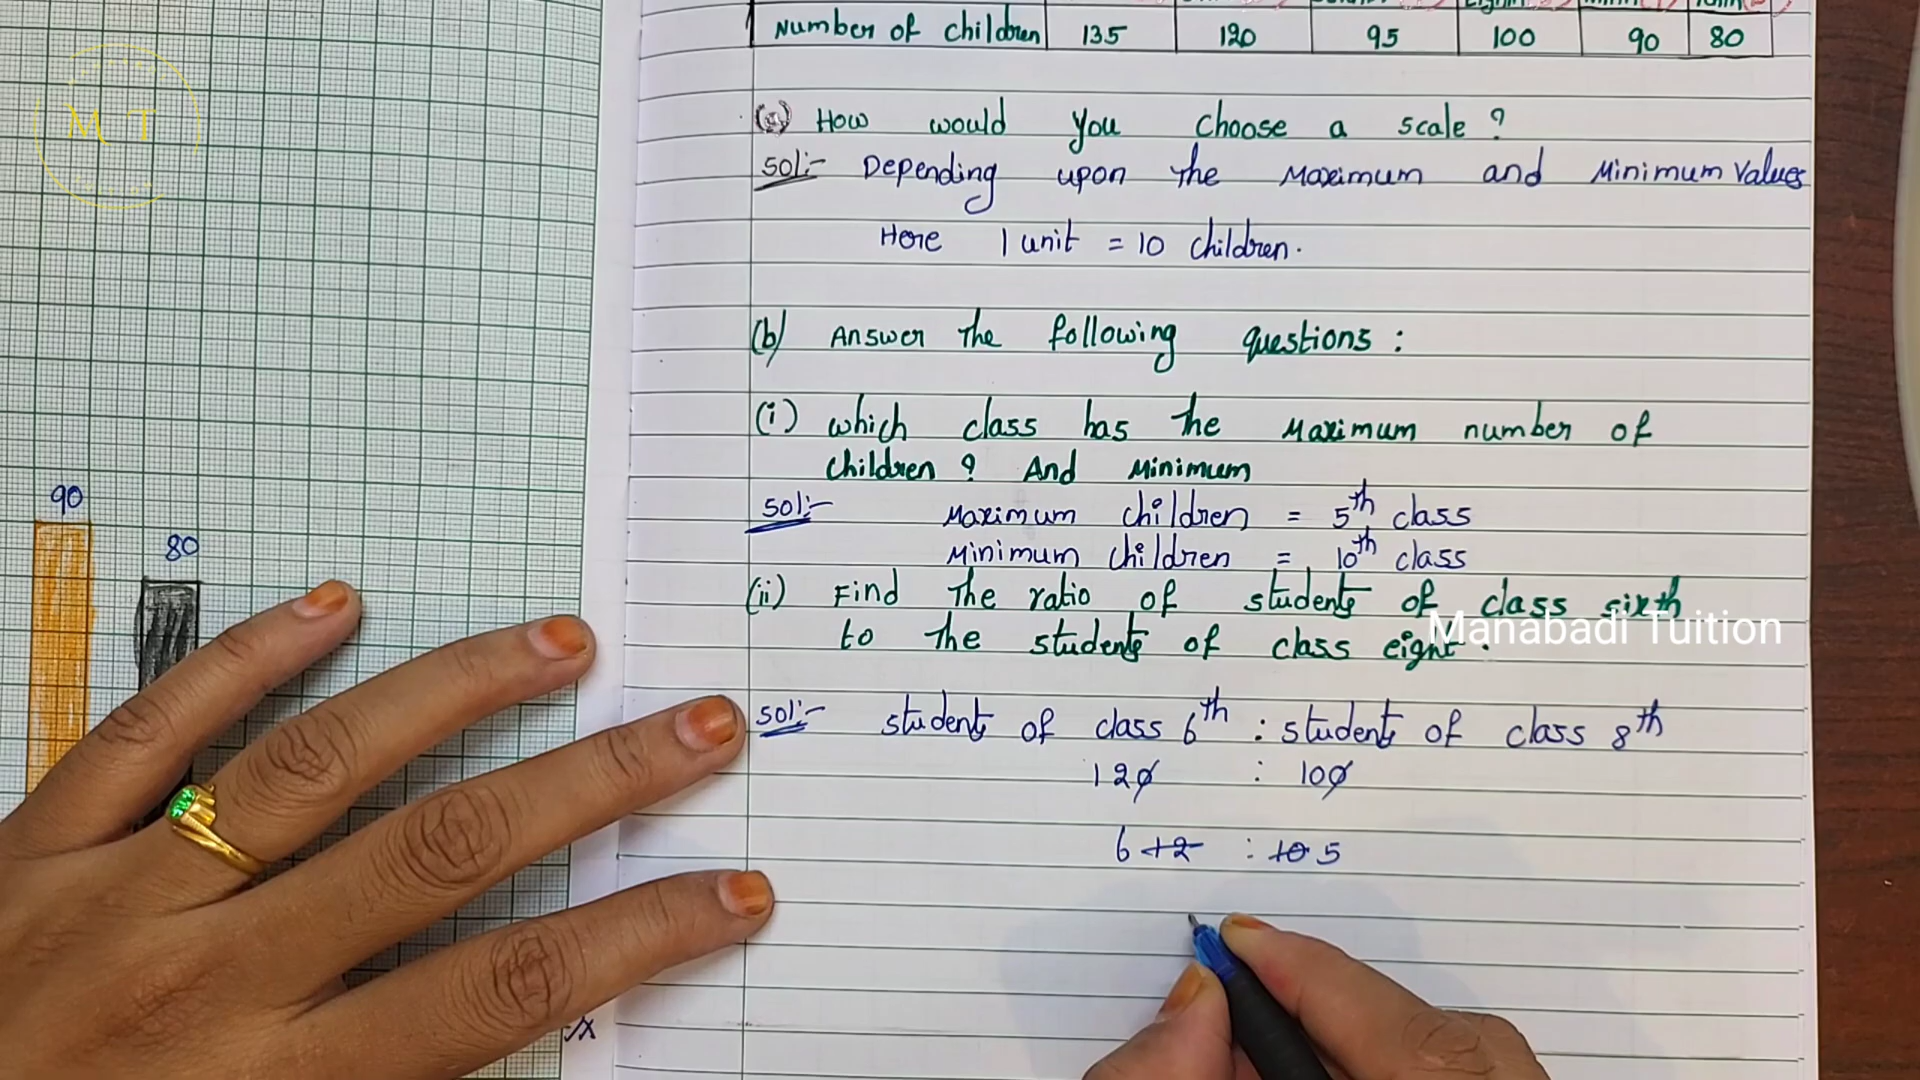 Number of children 135 120 95 100 90 80
(a) How would you choose a scale ?
Sol:- Depending upon the Maximum and Minimum values
Here 1 unit = 10 children.
(b) Answer the following questions :
(i) which class has the Maximum number of
children ? And Minimum
Sol:- Maximum children = 5th class
Minimum children = 10th class
(ii) Find the ratio of students of class sixth
to the students of class eight.
Sol:- students of class 6th : students of class 8th
120 : 100
6 12 : 10 5
90
80
M T
Manabadi Tuition